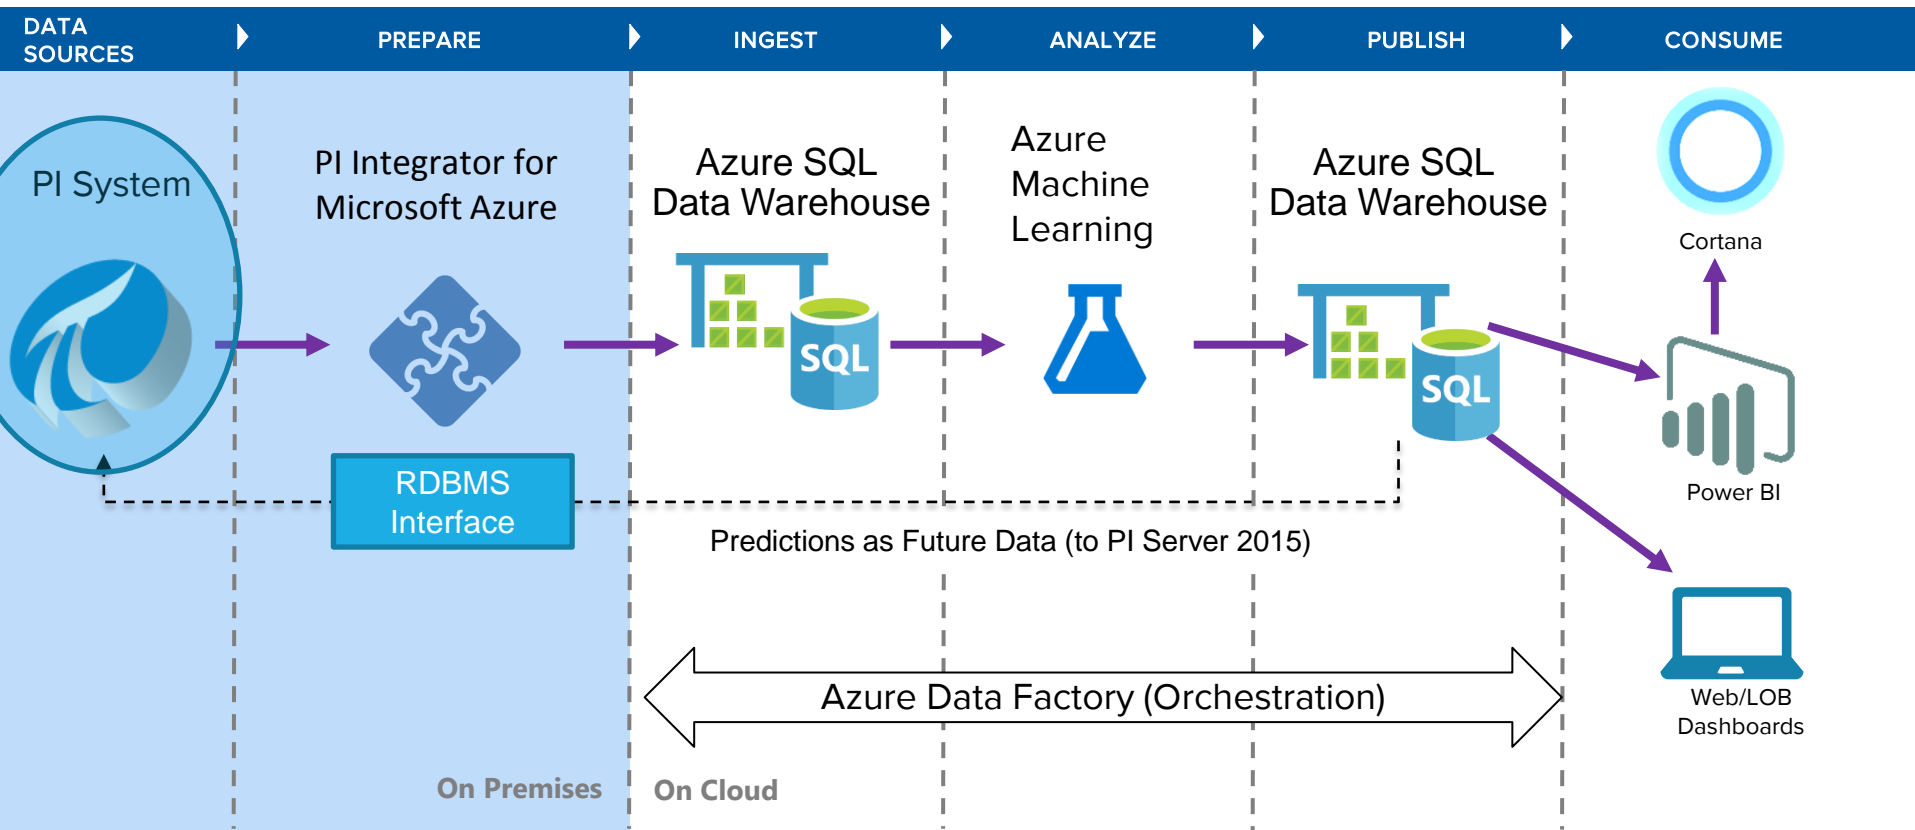 DATA
SOURCES
PREPARE
INGEST
ANALYZE
PUBLISH
CONSUME
PI System
PI Integrator for
Microsoft Azure
Azure SQL
Data Warehouse
SQL
Azure
Machine
Learning
Azure SQL
Data Warehouse
SQL
Cortana
Power BI
RDBMS
Interface
Predictions as Future Data (to PI Server 2015)
Azure Data Factory (Orchestration)
Web/LOB
Dashboards
On Premises
On Cloud